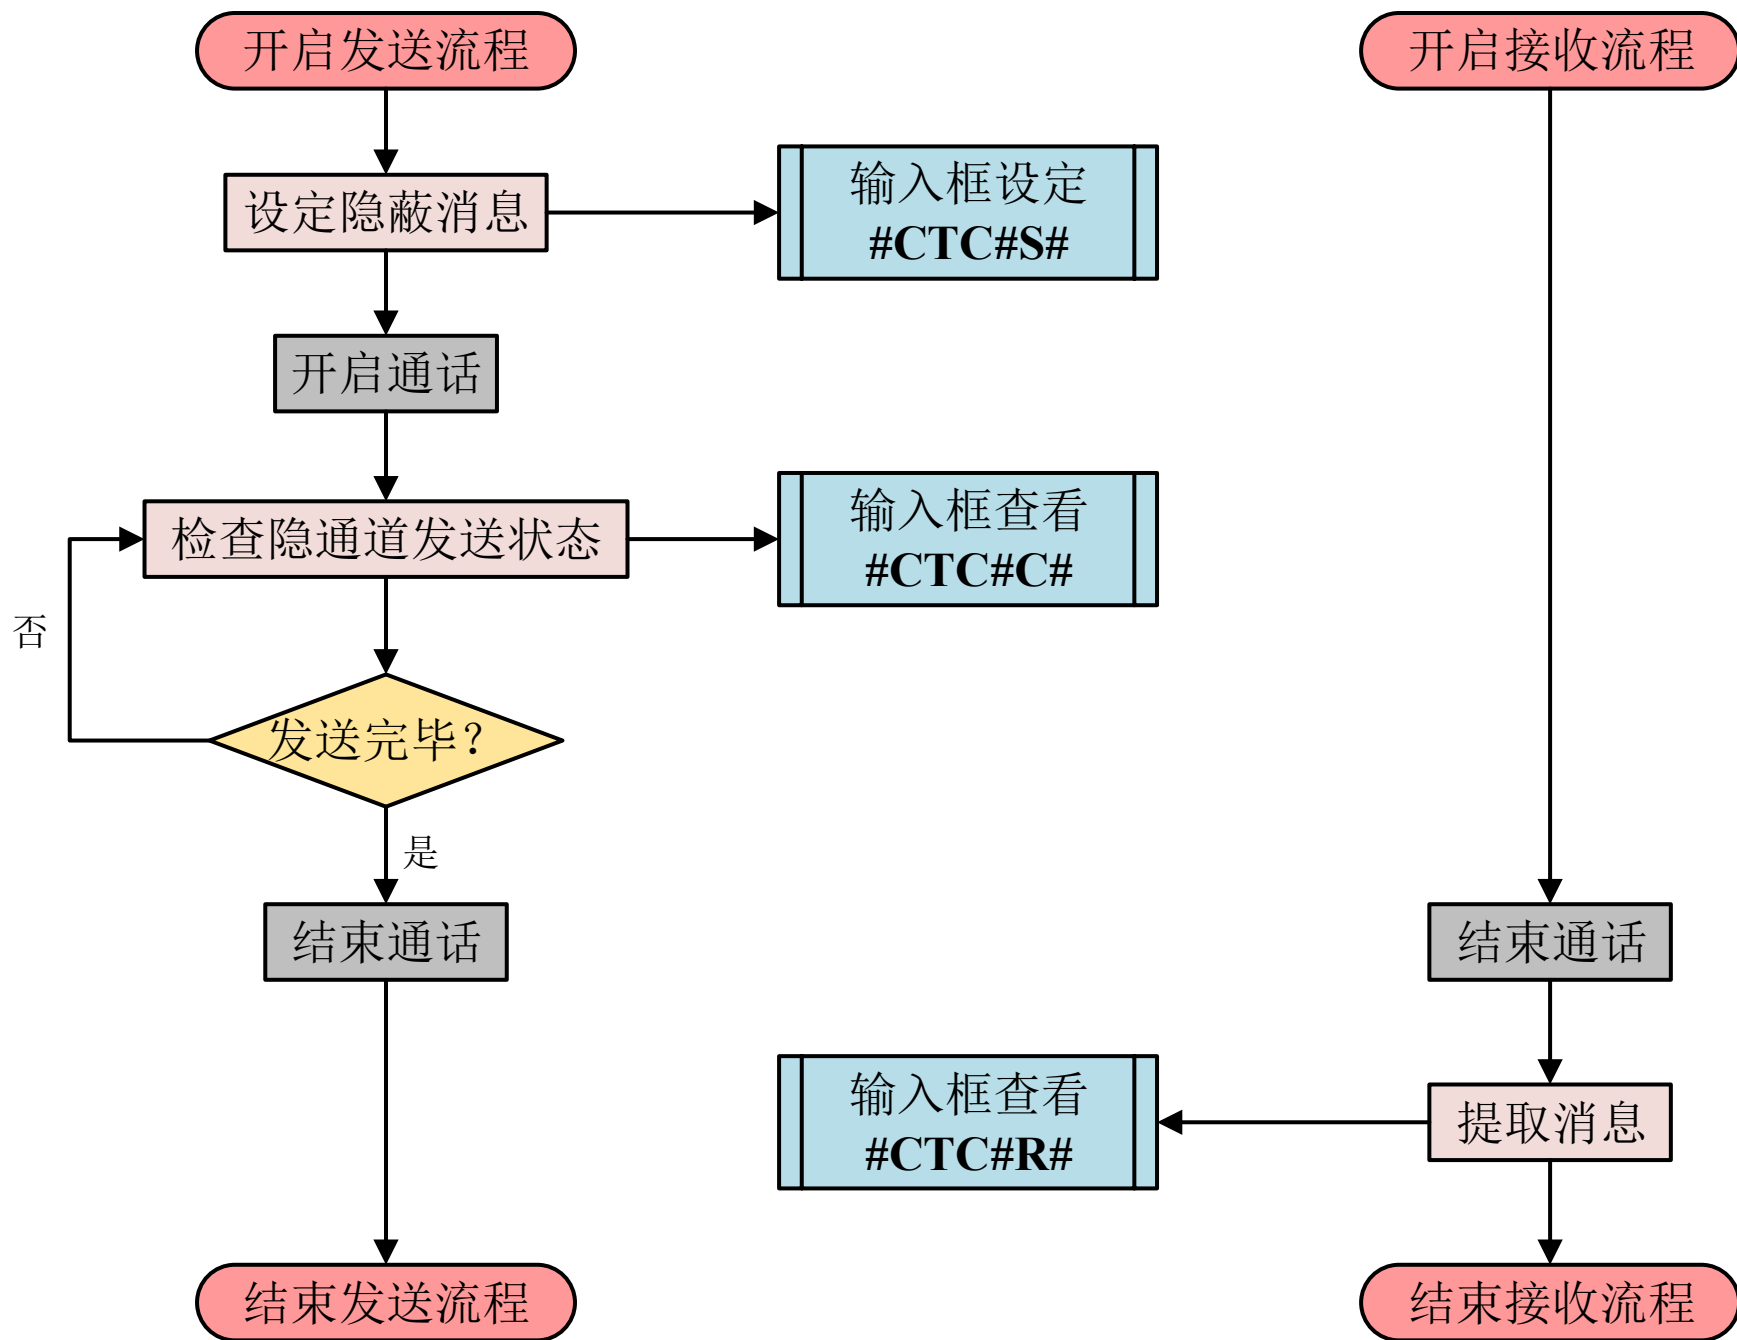 开启发送流程
开启接收流程
设定隐蔽消息
输入框设定
#CTC#S#
开启通话
检查隐通道发送状态
输入框查看
#CTC#C#
否
发送完毕？
是
结束通话
结束通话
输入框查看
#CTC#R#
提取消息
结束发送流程
结束接收流程